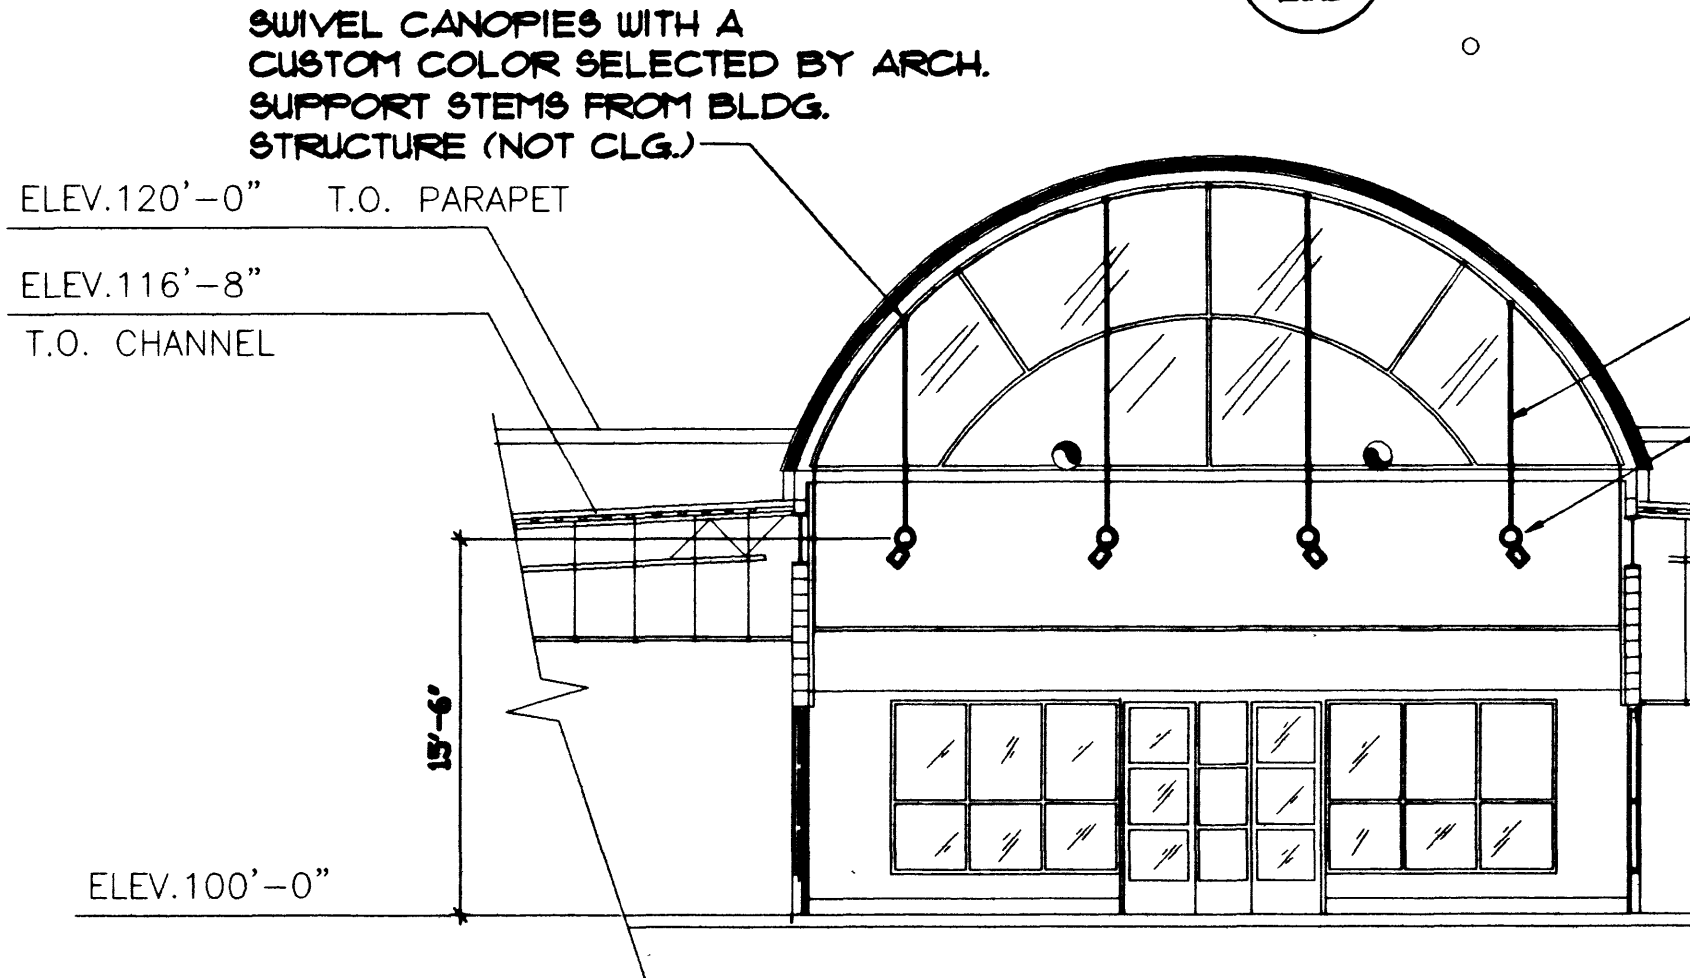 SWIVEL CANOPIES WITH A
CUSTOM COLOR SELECTED BY ARCH.
SUPPORT STEMS FROM BLDG.
STRUCTURE (NOT CLG.)
ELEV.120'-0" T.O. PARAPET
ELEV.116'-8"
T.O. CHANNEL
15'-6"
ELEV.100'-0"